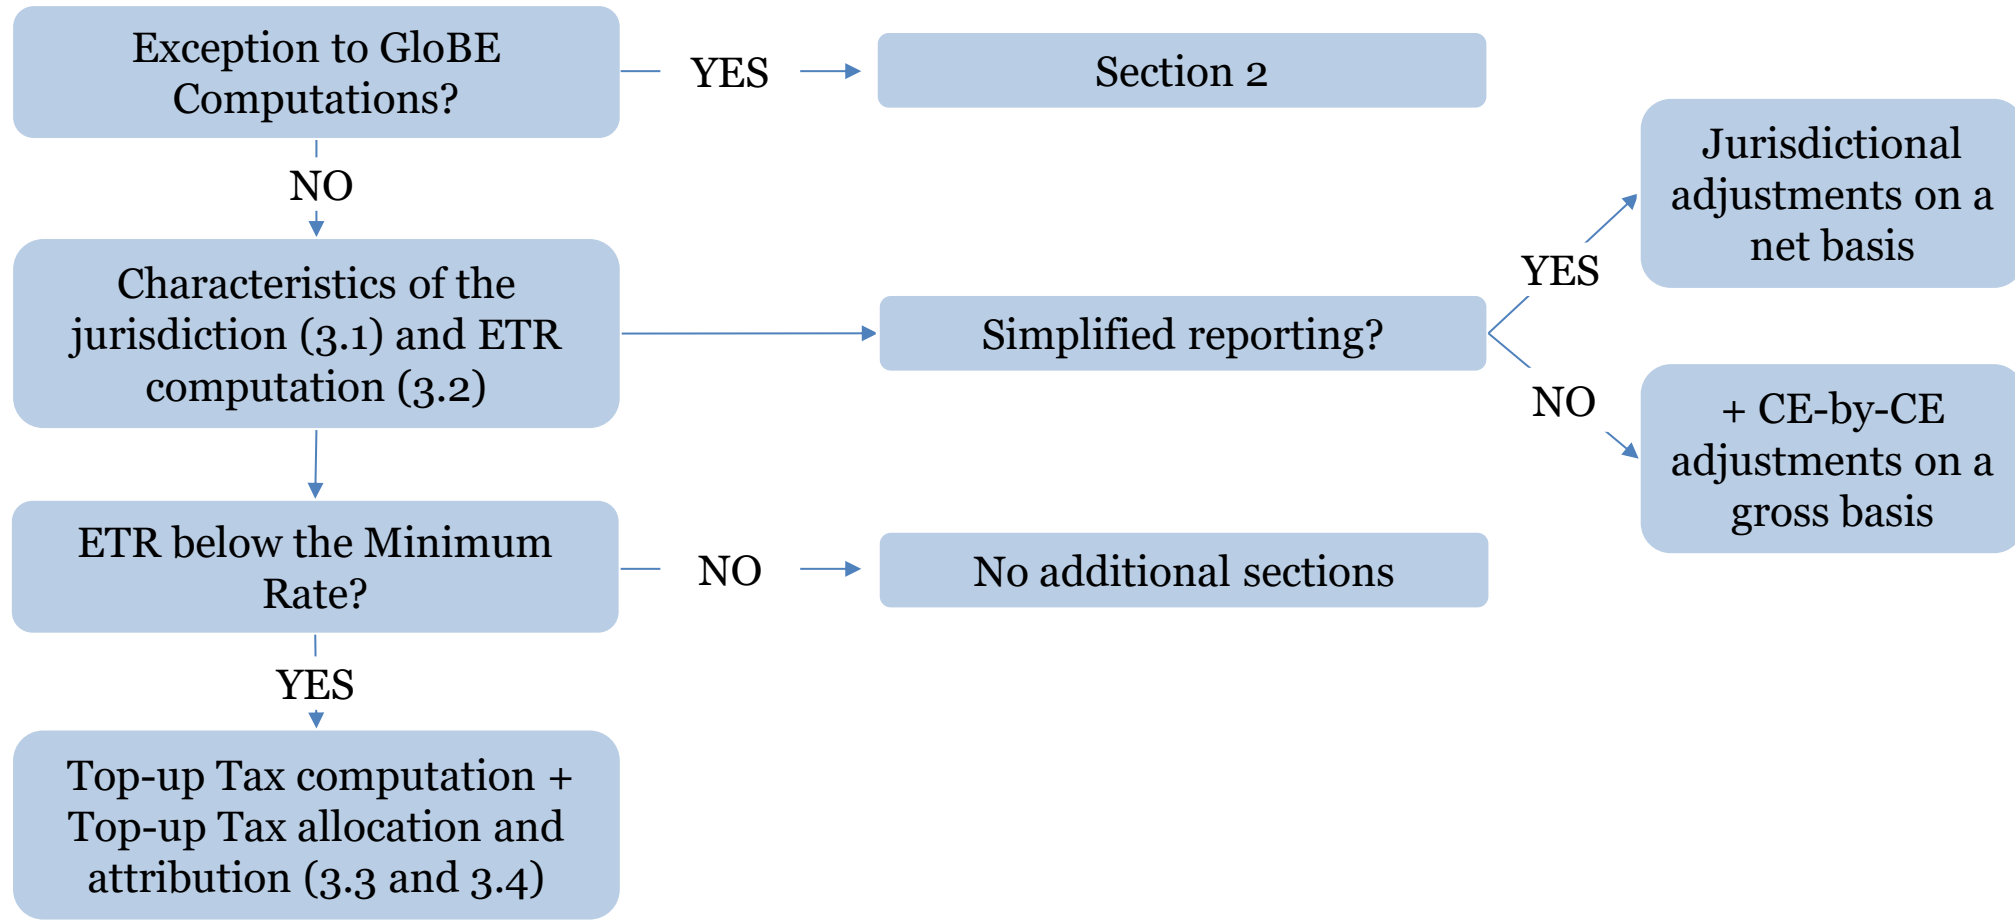 Exception to GloBE
Computations?
YES
Section 2
NO
Characteristics of the
jurisdiction (3.1) and ETR
computation (3.2)
Simplified reporting?
YES
Jurisdictional
adjustments on a
net basis
NO
+ CE-by-CE
adjustments on a
gross basis
ETR below the Minimum
Rate?
NO
No additional sections
YES
Top-up Tax computation +
Top-up Tax allocation and
attribution (3.3 and 3.4)